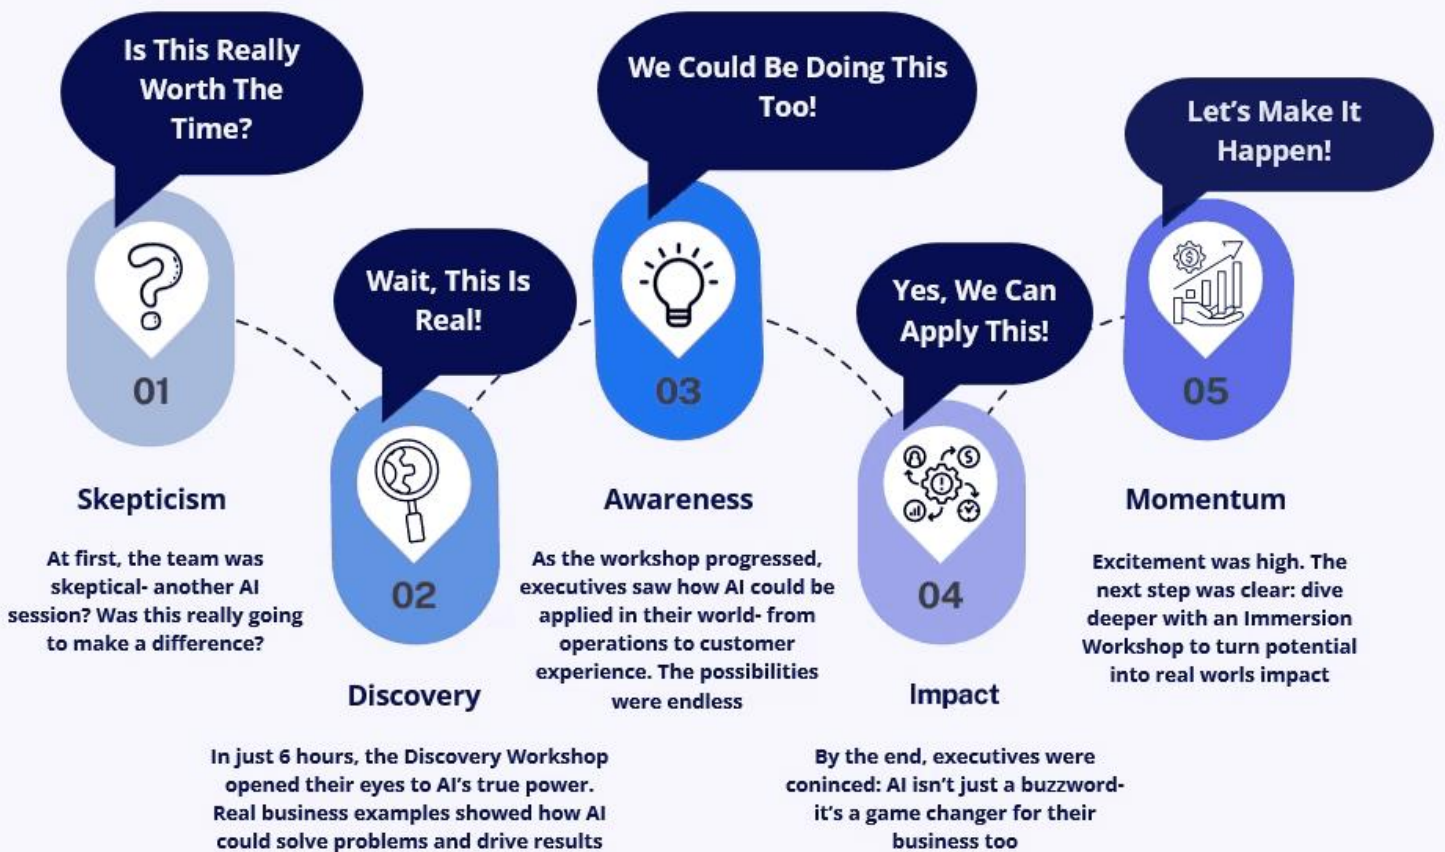 Is This Really
Worth The
Time?
01
Skepticism
At first, the team was
skeptical- another AI
session? Was this really going
to make a difference?
Wait, This Is
Real!
02
Discovery
In just 6 hours, the Discovery Workshop
opened their eyes to AI’s true power.
Real business examples showed how AI
could solve problems and drive results
We Could Be Doing This
Too!
03
Awareness
As the workshop progressed,
executives saw how AI could be
applied in their world- from
operations to customer
experience. The possibilities
were endless
Yes, We Can
Apply This!
04
Impact
By the end, executives were
coninced: AI isn’t just a buzzword-
it’s a game changer for their
business too
Let’s Make It
Happen!
05
Momentum
Excitement was high. The
next step was clear: dive
deeper with an Immersion
Workshop to turn potential
into real worls impact